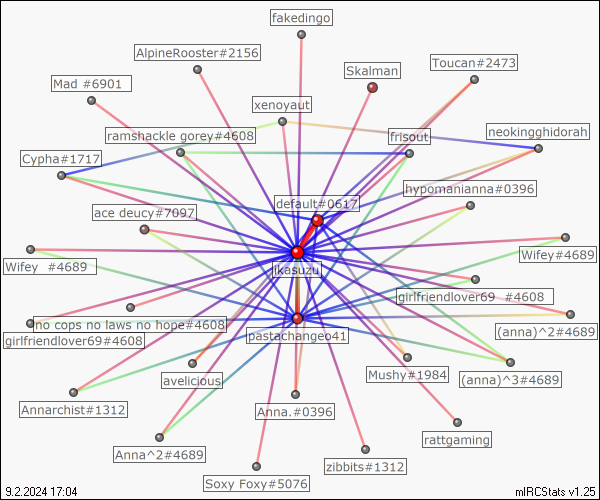 fakedingo
AlpineRooster#2156
Toucan#2473
Skalman
Mad #6901
xenoyaut
ramshackle gorey#4608
frisout
neokingghidorah
Cypha#1717
hypomanianna#0396
default#0617
ace deucy#7097
Wifey #4689
Wifey#4689
jkasuzu
girlfriendlover69 #4608
no cops no laws no hope#4608
(anna)^2#4689
girlfriendlover69#4608
pastachangeo41
avelicious
Mushy#1984
(anna)^3#4689
Annarchist#1312
Anna.#0396
rattgaming
Anna^2#4689
zibbits#1312
Soxy Foxy#5076
9.2.2024 17:04
mIRCStats v1.25